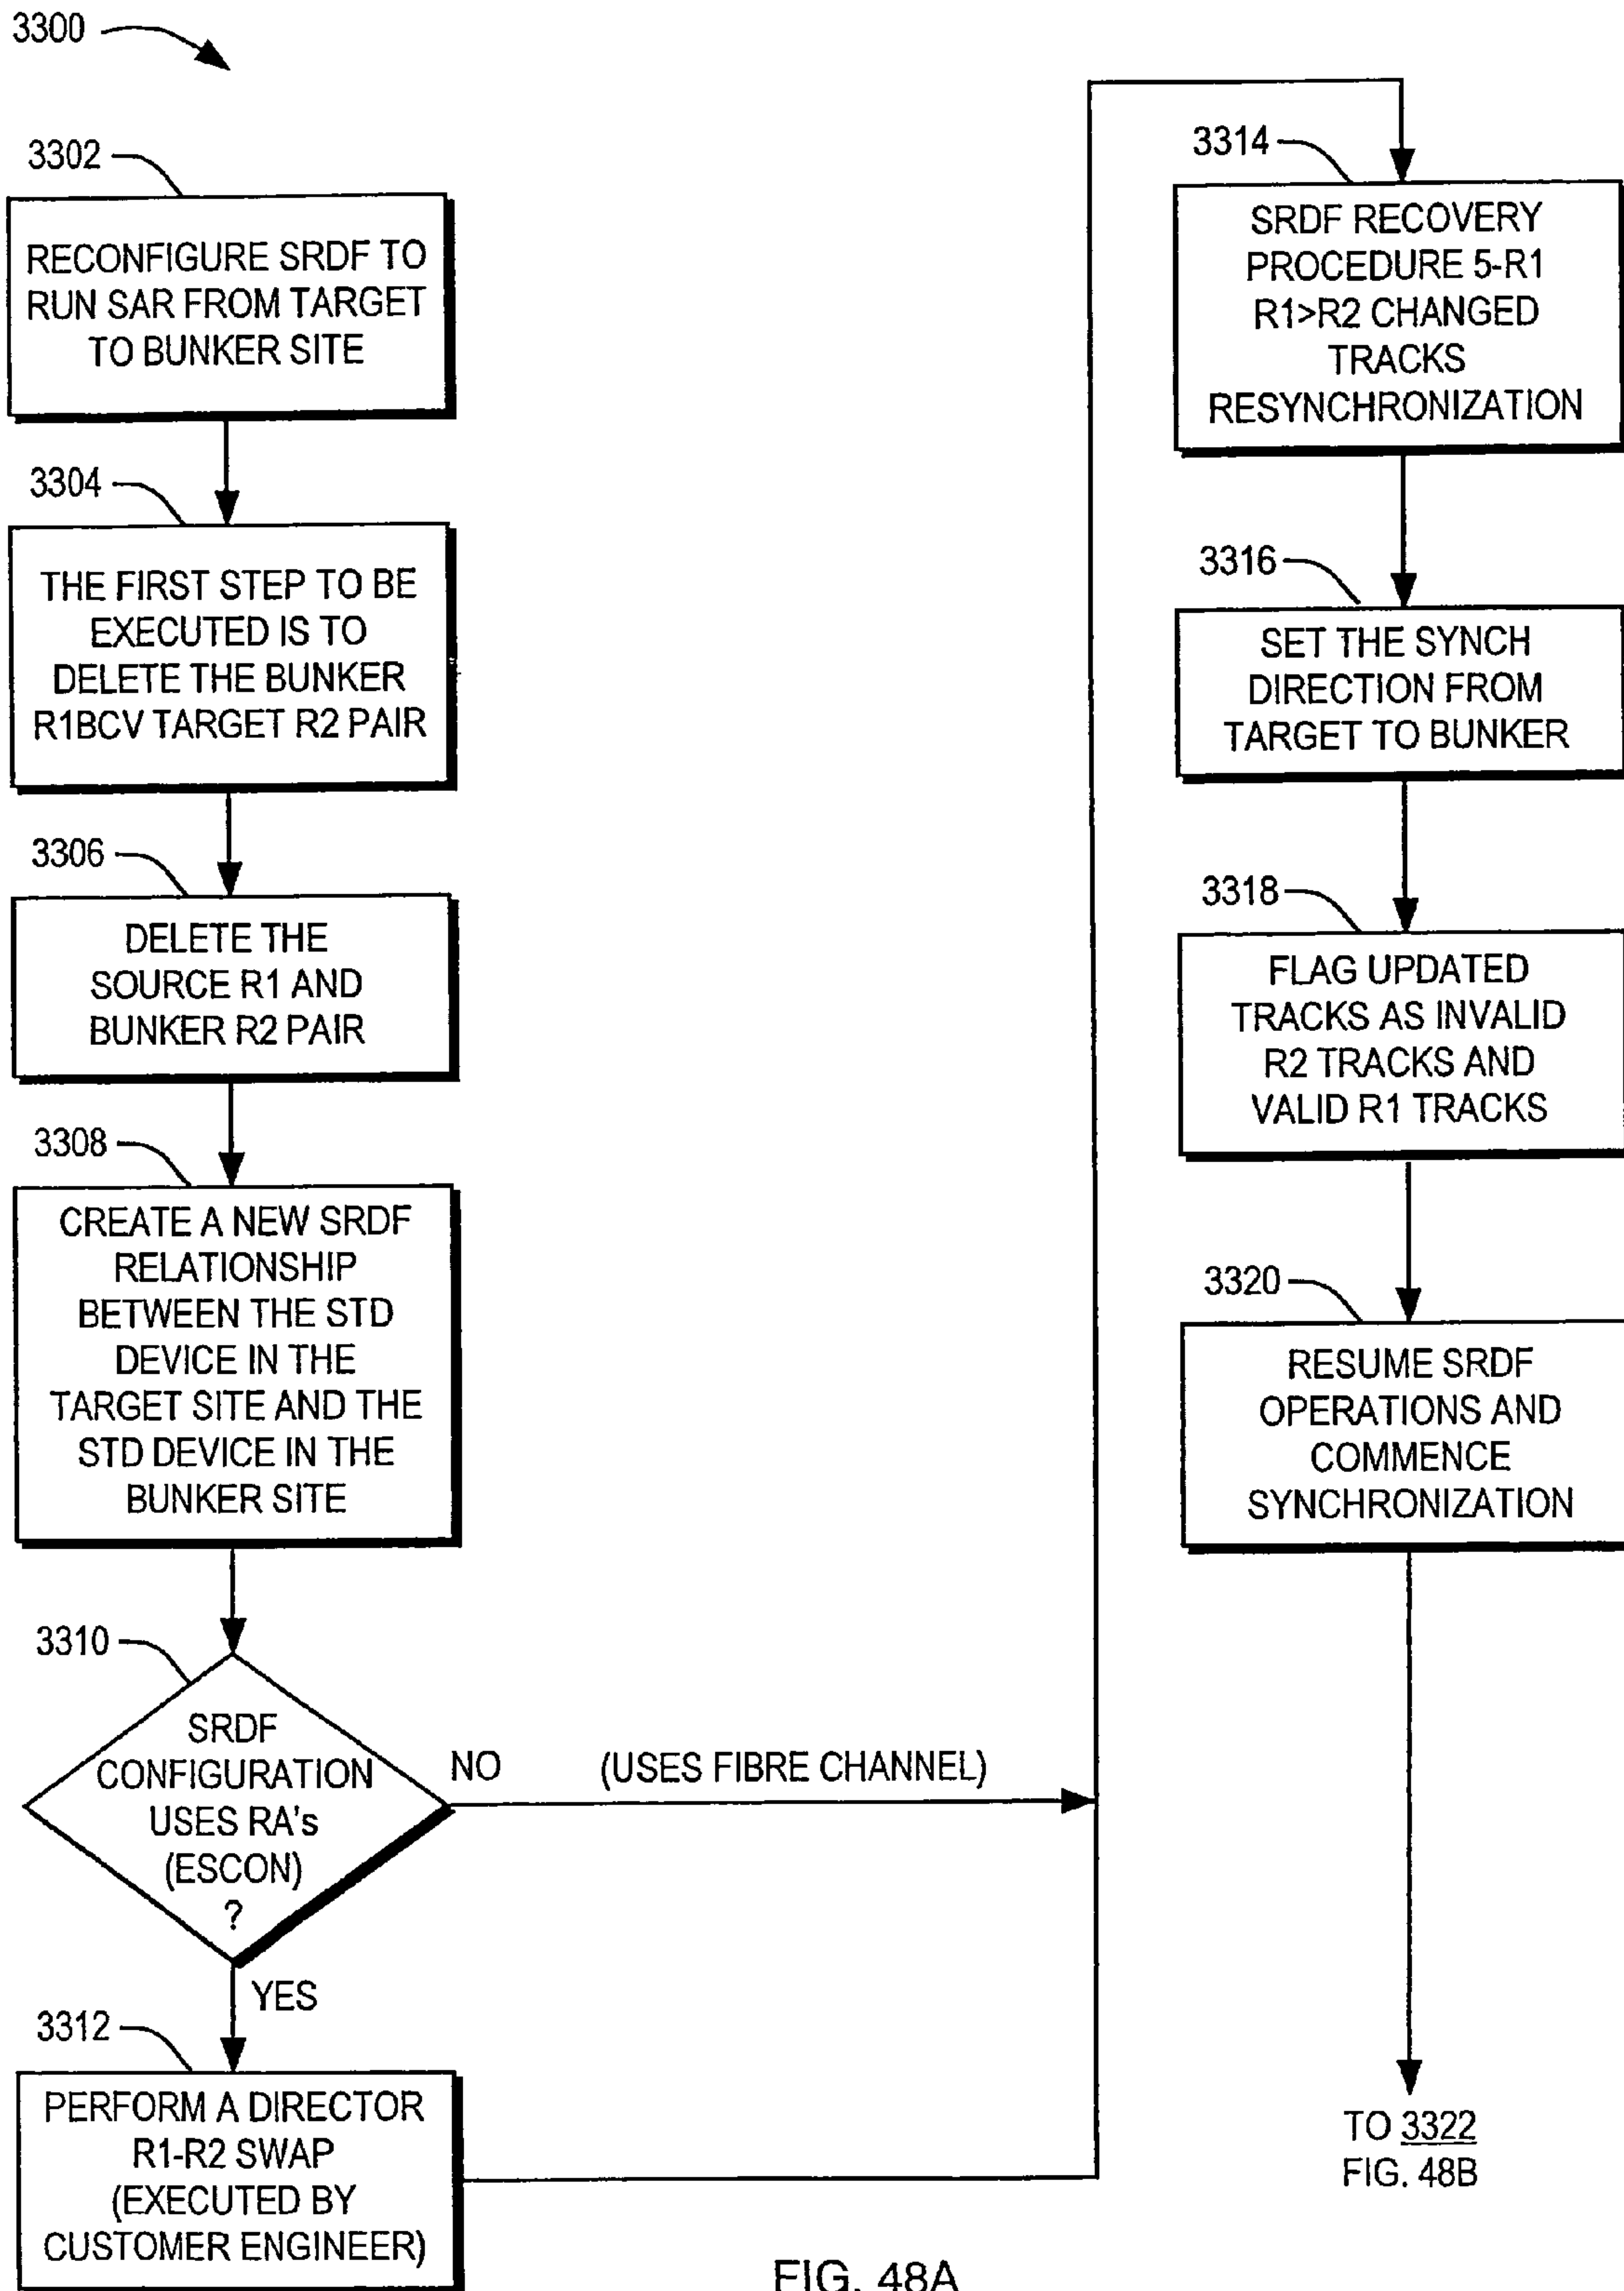 3300
3302
RECONFIGURE SRDF TO
RUN SAR FROM TARGET
TO BUNKER SITE
3304
THE FIRST STEP TO BE
EXECUTED IS TO
DELETE THE BUNKER
R1BCV TARGET R2 PAIR
3306
DELETE THE
SOURCE R1 AND
BUNKER R2 PAIR
3308
CREATE A NEW SRDF
RELATIONSHIP
BETWEEN THE STD
DEVICE IN THE
TARGET SITE AND THE
STD DEVICE IN THE
BUNKER SITE
3310
SRDF
CONFIGURATION
USES RA's
(ESCON)
?
NO (USES FIBRE CHANNEL)
YES
3312
PERFORM A DIRECTOR
R1-R2 SWAP
(EXECUTED BY
CUSTOMER ENGINEER)
3314
SRDF RECOVERY
PROCEDURE 5-R1
R1>R2 CHANGED
TRACKS
RESYNCHRONIZATION
3316
SET THE SYNCH
DIRECTION FROM
TARGET TO BUNKER
3318
FLAG UPDATED
TRACKS AS INVALID
R2 TRACKS AND
VALID R1 TRACKS
3320
RESUME SRDF
OPERATIONS AND
COMMENCE
SYNCHRONIZATION
TO 3322
FIG. 48B
FIG. 48A